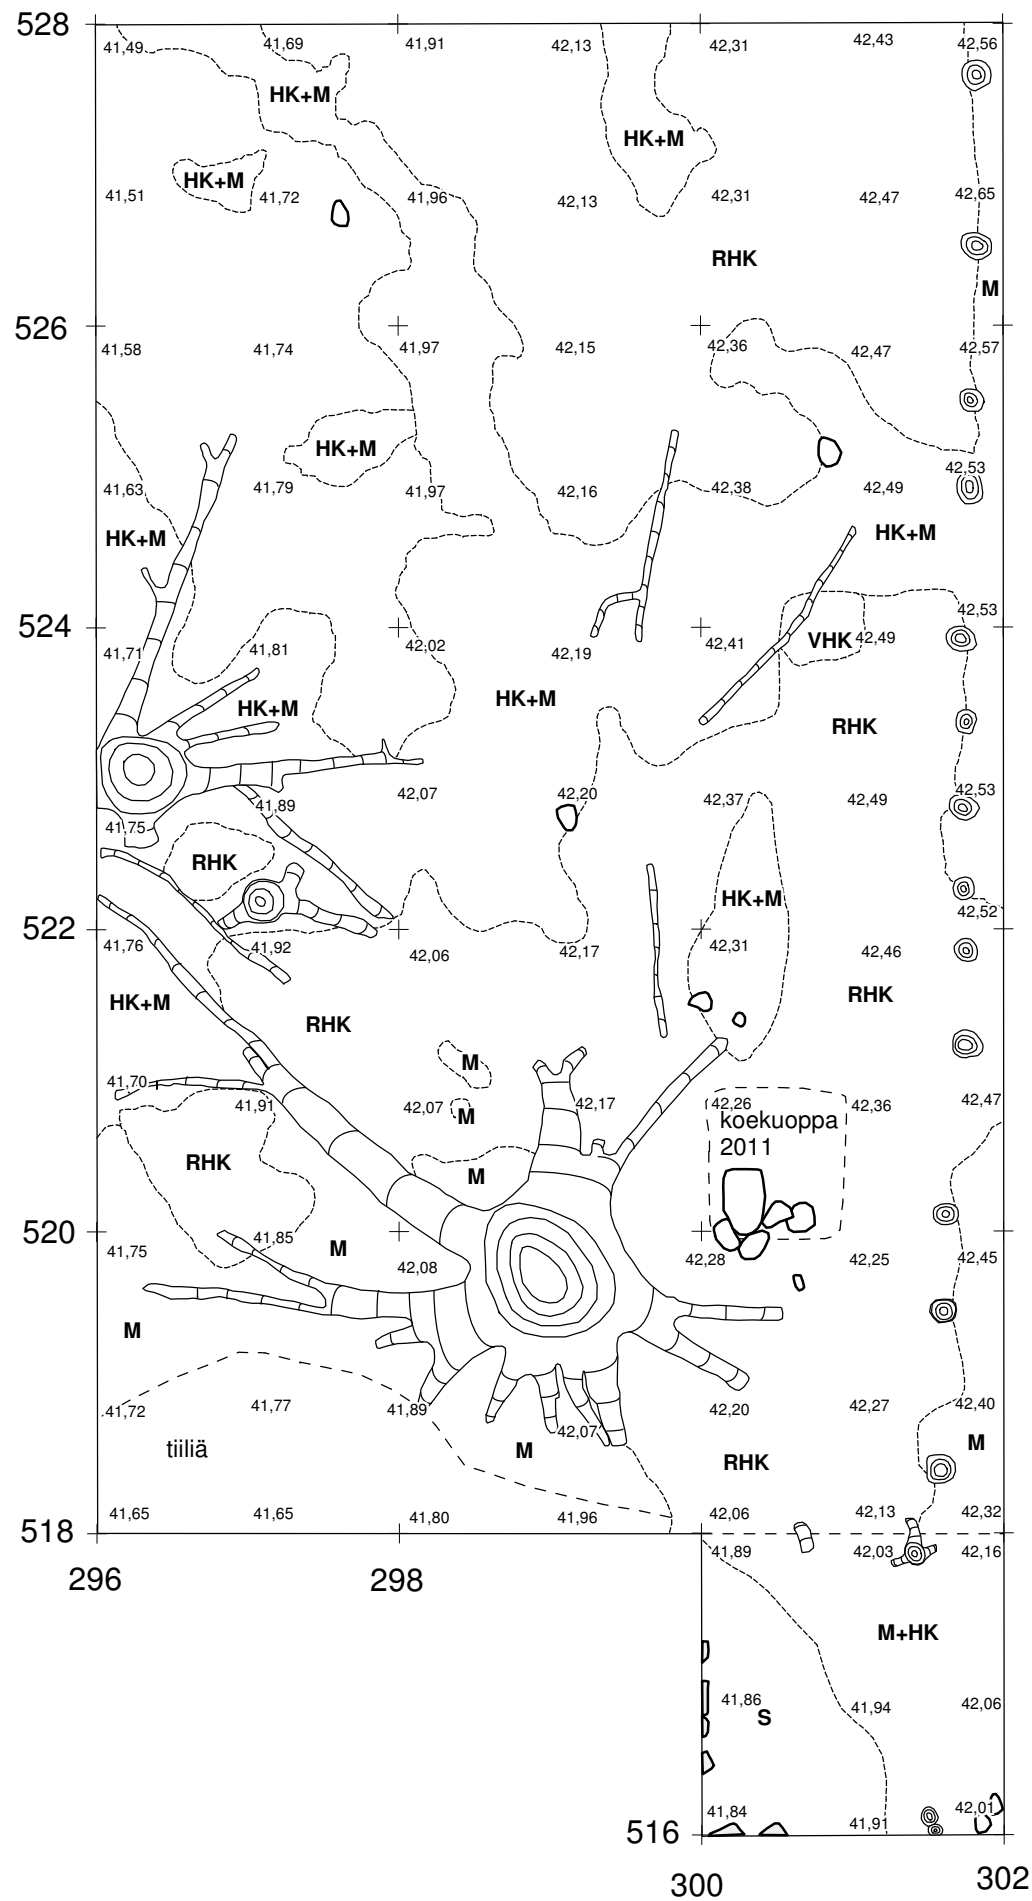 528
41,49 41,69 41,91 42,13 42,31 42,43 42,56
HK+M
HK+M
HK+M
41,51 41,72 41,96 42,13 42,31 42,47 42,65
RHK
M
526
41,58 41,74 41,97 42,15 42,36 42,47 42,57
HK+M
42,53
41,63 41,79 41,97 42,16 42,38 42,49
HK+M HK+M
524
42,53
41,71 41,81 42,02 42,19 42,41 VHK 42,49
HK+M HK+M RHK
41,75 41,89 42,07 42,20 42,37 42,49 42,53
RHK
HK+M
42,52
522
41,76 41,92 42,06 42,17 42,31 42,46
HK+M RHK RHK
M
41,70 41,91 42,07 M 42,17 42,26 42,36 42,47
koekuoppa
2011
RHK M
520
41,75 41,85 M 42,08 42,28 42,25 42,45
M
41,72 41,77 41,89 42,07 42,20 42,27 42,40
tiiliä M RHK M
41,65 41,65 41,80 41,96 42,06 42,13 42,32
518
41,89 42,03 42,16
296 298
M+HK
41,86 S 41,94 42,06
41,84 41,91 42,01
516
300 302